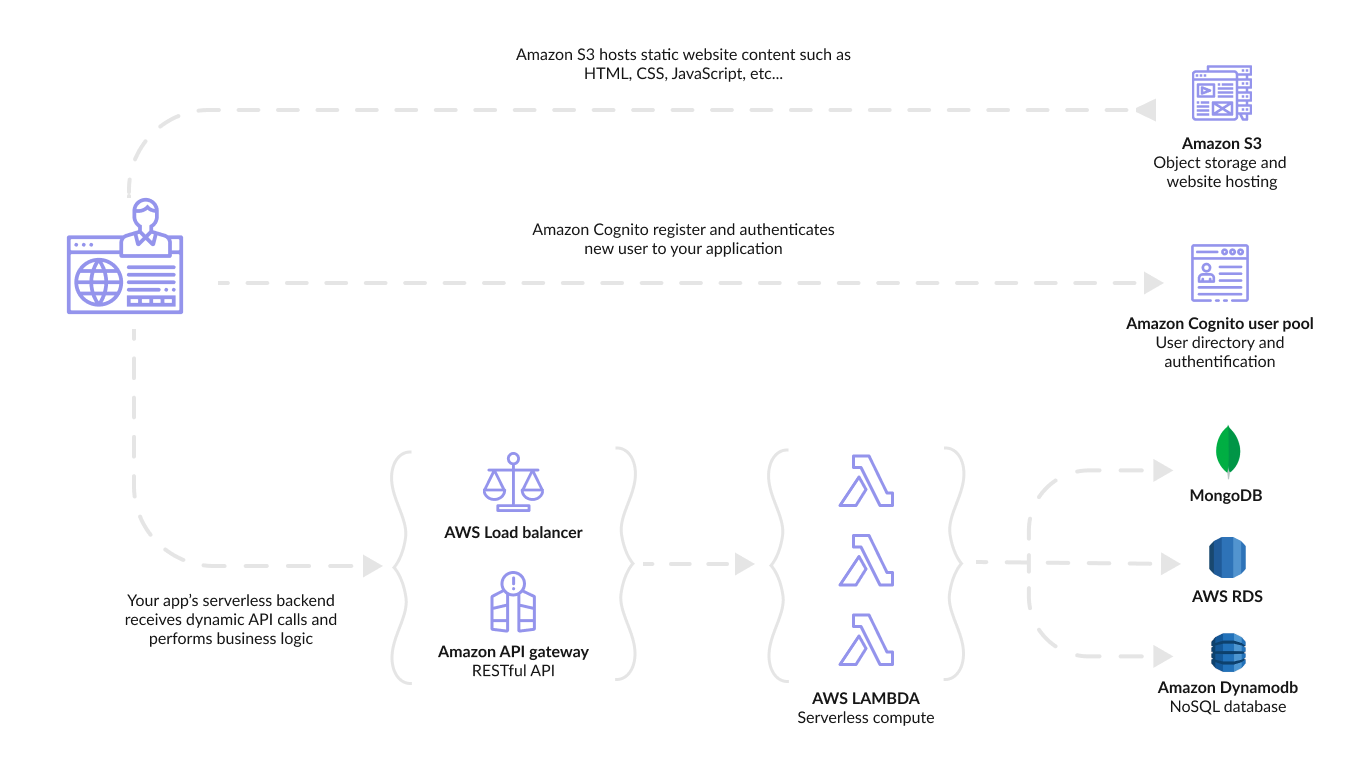 Amazon S3 hosts static website content such as
HTML, CSS, JavaScript, etc...
Amazon S3
Object storage and
website hosting
Amazon Cognito register and authenticates
new user to your application
Amazon Cognito user pool
User directory and
authentification
Your app's serverless backend
receives dynamic API calls and
performs business logic
AWS Load balancer
Amazon API gateway
RESTful API
AWS LAMBDA
Serverless compute
MongoDB
AWS RDS
Amazon Dynamodb
NoSQL database